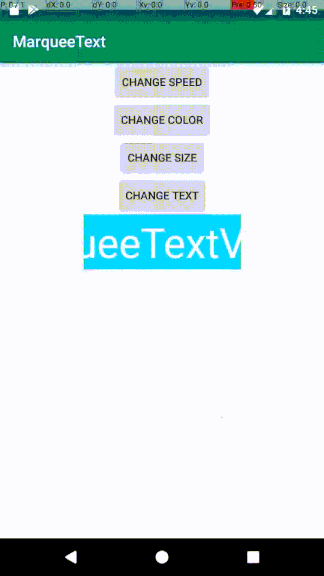 P: 0 / 1 dX: 0.0 dY: 0.0 Xv: 0.0 Yv: 0.0 Prs: 0.50 Size: 0.0
4:45
MarqueeText
CHANGE SPEED
CHANGE COLOR
CHANGE SIZE
CHANGE TEXT
ueeTextV